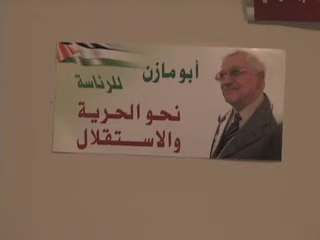 أبو مازن
للرئاسة
نحو الحرية
والاستقلال